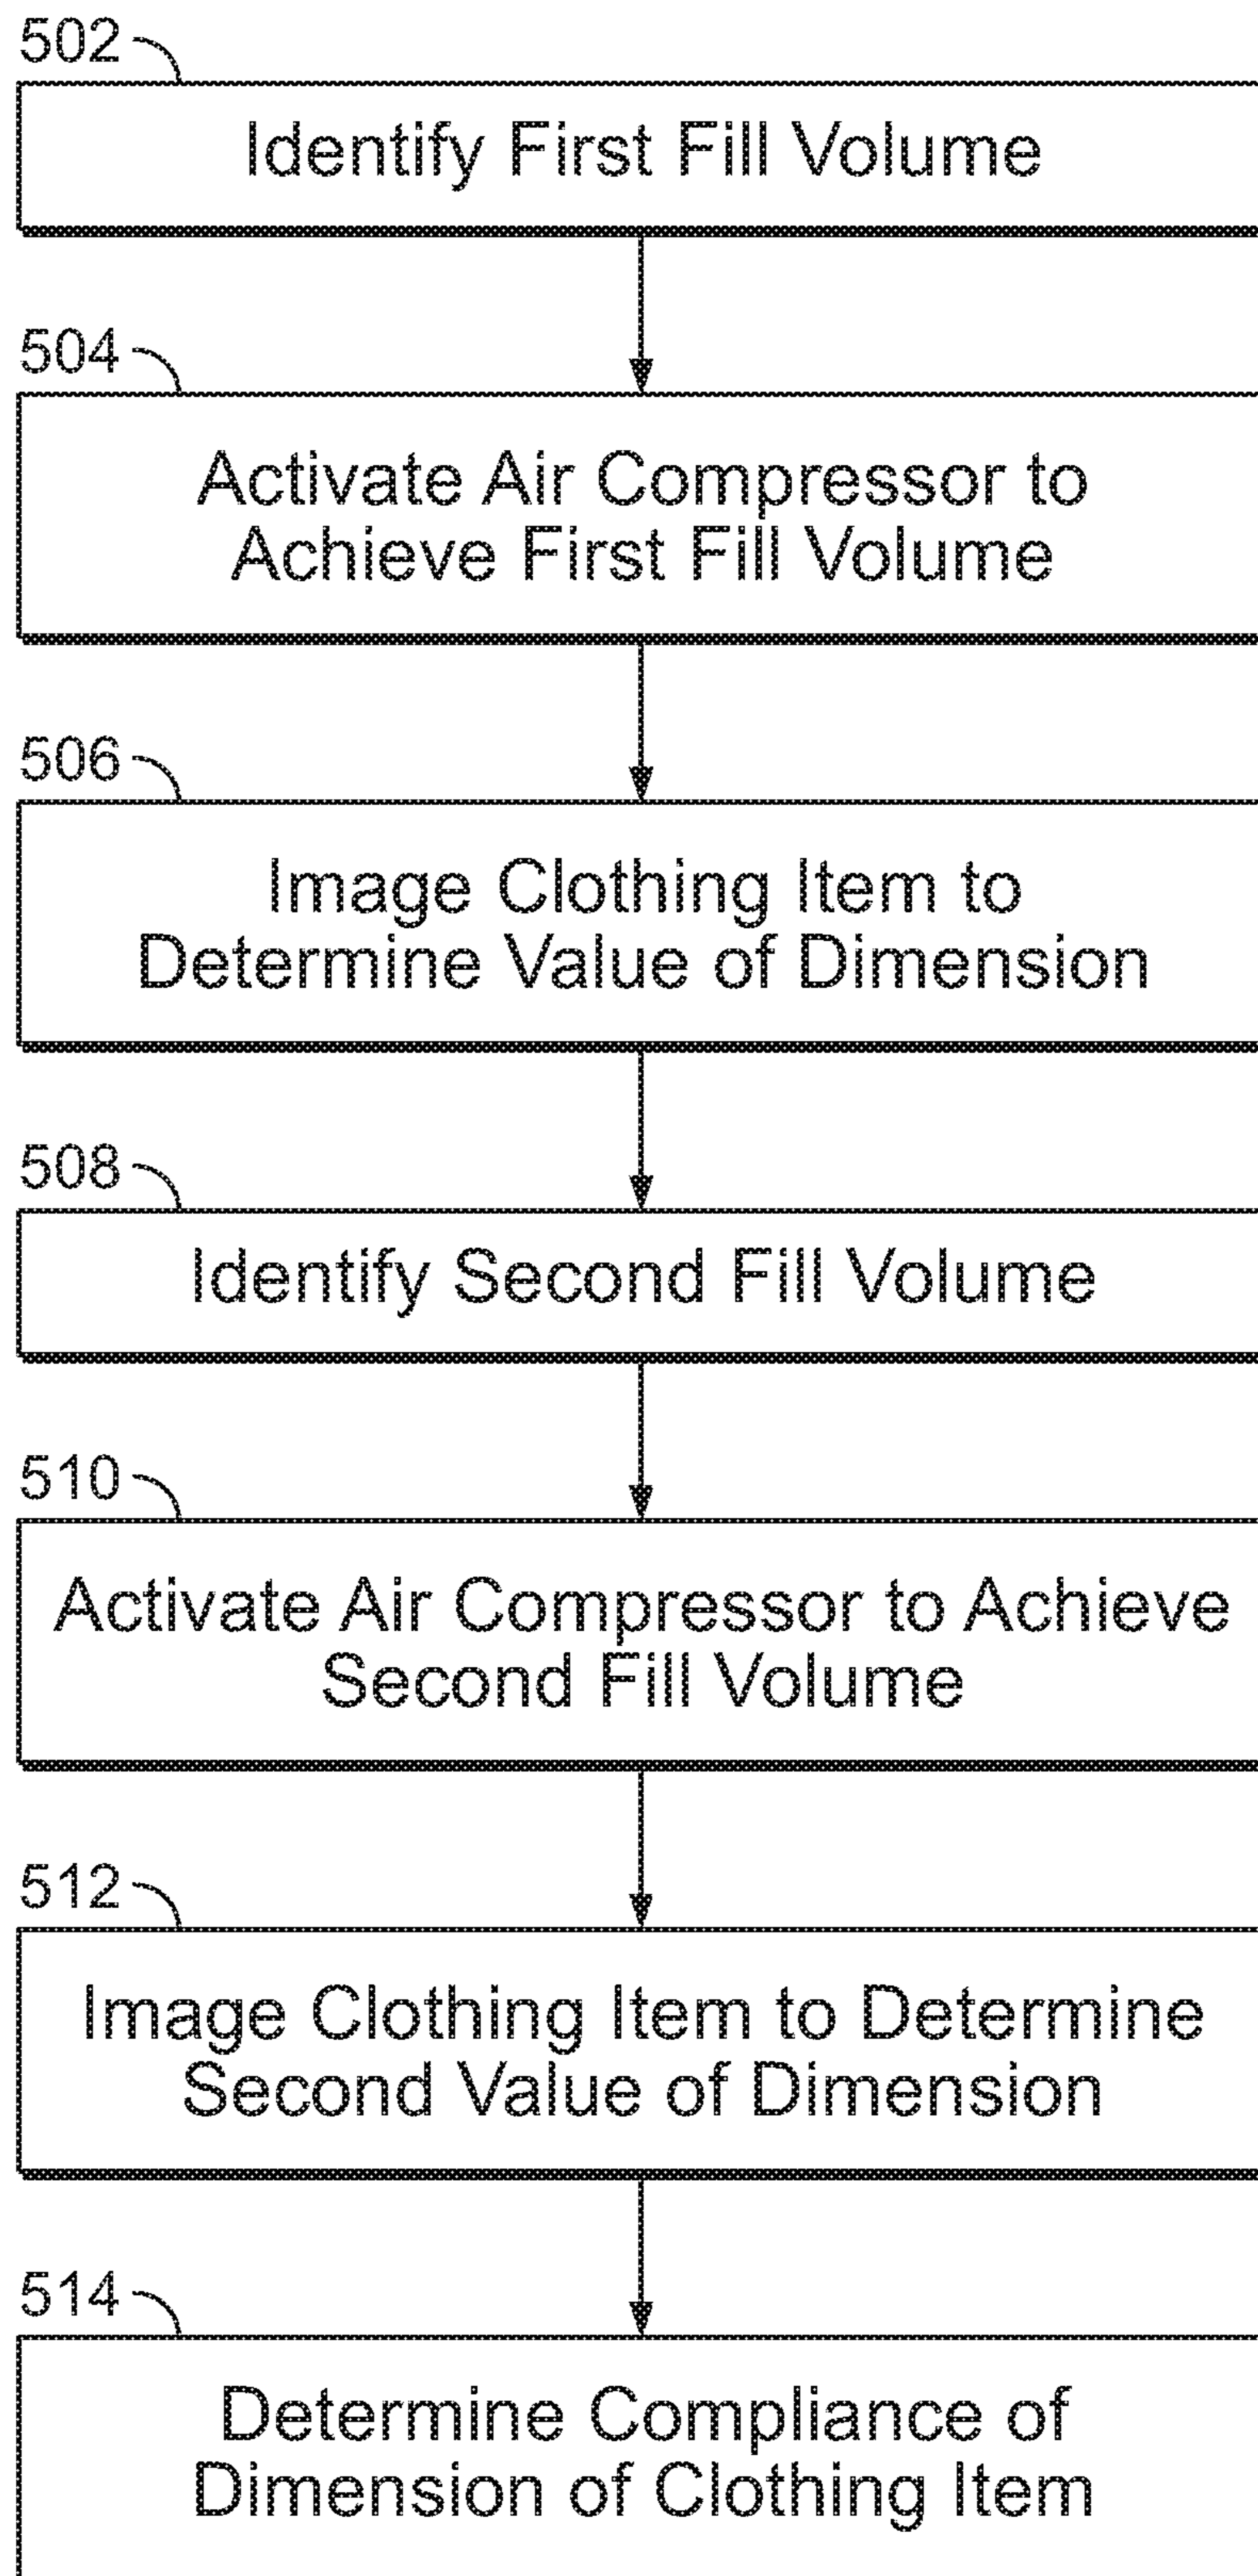 502
Identify First Fill Volume
504
Activate Air Compressor to
Achieve First Fill Volume
506
Image Clothing Item to
Determine Value of Dimension
508
Identify Second Fill Volume
510
Activate Air Compressor to Achieve
Second Fill Volume
512
Image Clothing Item to Determine
Second Value of Dimension
514
Determine Compliance of
Dimension of Clothing Item